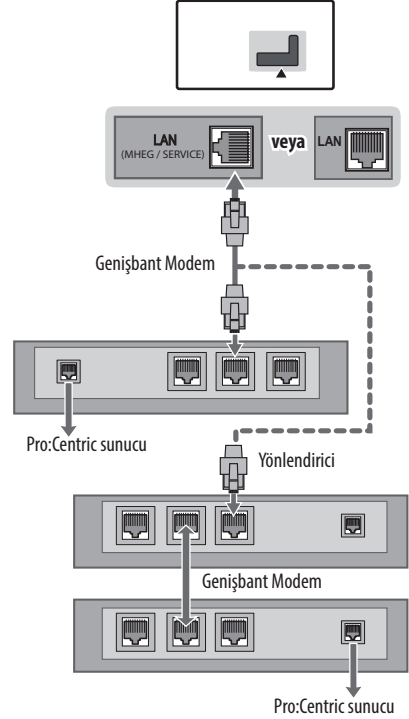 LAN
(MHEG / SERVICE)
veya
LAN
Genişbant Modem
Pro:Centric sunucu
Yönlendirici
Genişbant Modem
Pro:Centric sunucu